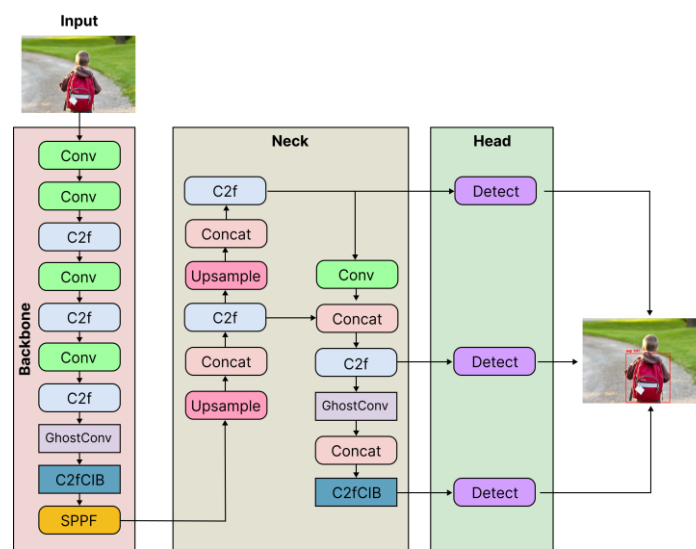 Input
Backbone
Conv
Conv
C2f
Conv
C2f
Conv
C2f
GhostConv
C2fCIB
SPPF
Neck
C2f
Concat
Upsample
C2f
Concat
Upsample
Conv
Concat
C2f
GhostConv
Concat
C2fCIB
Head
Detect
Detect
Detect